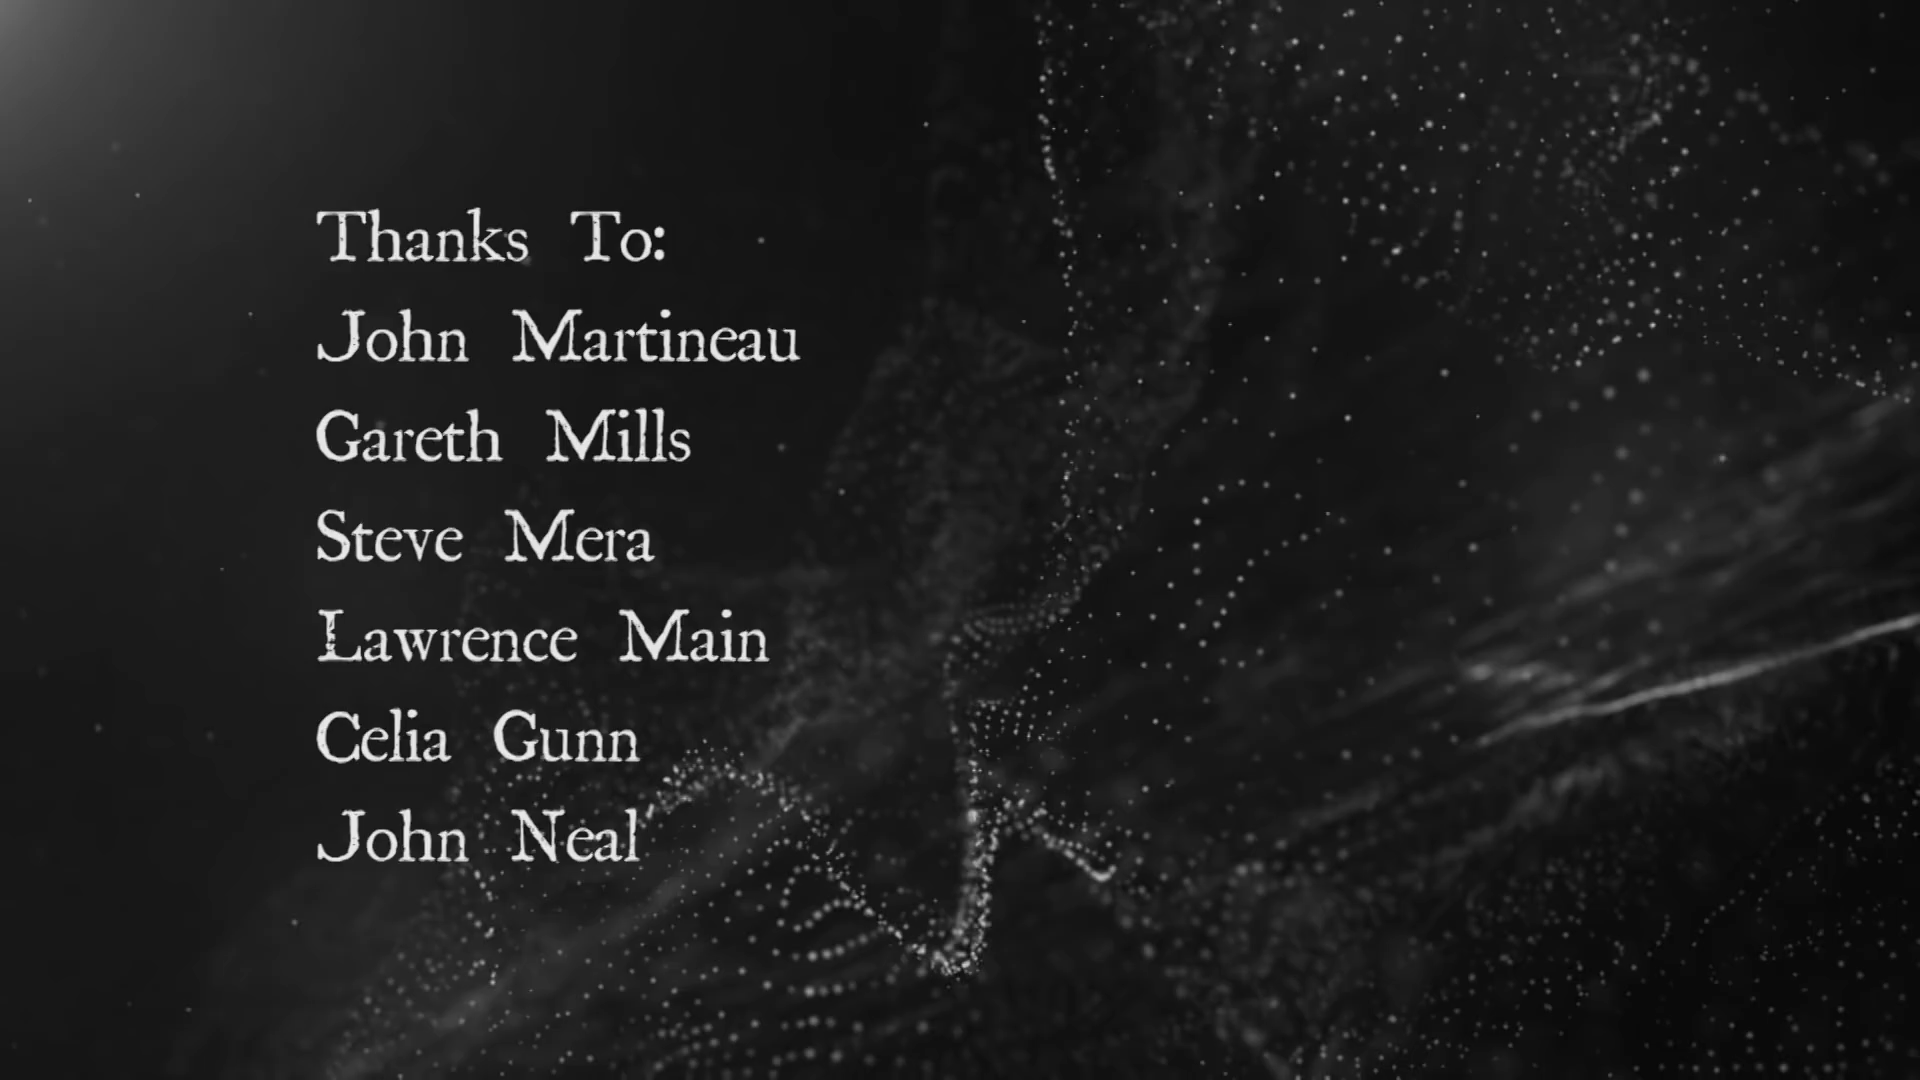 Thanks To:
John Martineau
Gareth Mills
Steve Mera
Lawrence Main
Celia Gunn
John Neal